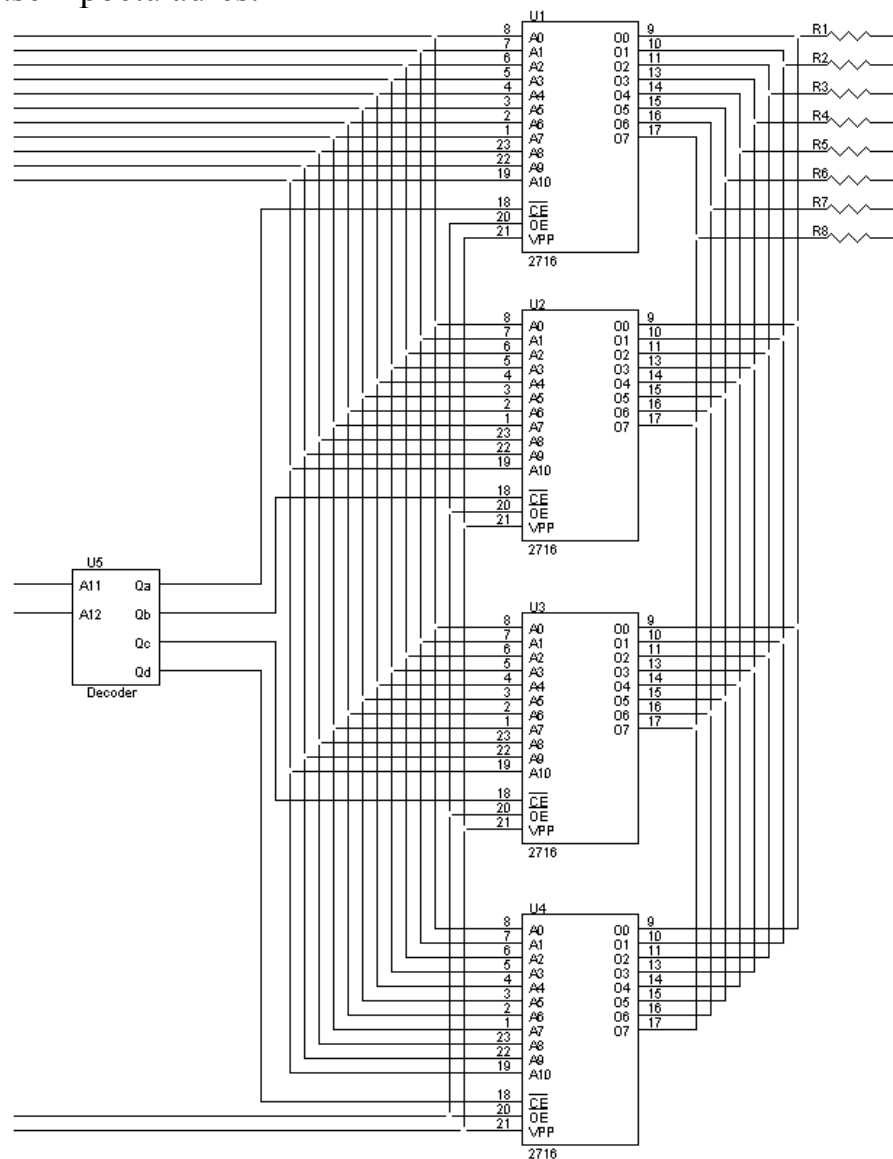 U1
8 A0 O0 9
7 A1 O1 10
6 A2 O2 11
5 A3 O3 13
4 A4 O4 14
3 A5 O5 15
2 A6 O6 16
1 A7 O7 17
23 A8
22 A9
19 A10
18 CE
20 OE
21 VPP
2716
R1
R2
R3
R4
R5
R6
R7
R8
U2
8 A0 O0 9
7 A1 O1 10
6 A2 O2 11
5 A3 O3 13
4 A4 O4 14
3 A5 O5 15
2 A6 O6 16
1 A7 O7 17
23 A8
22 A9
19 A10
18 CE
20 OE
21 VPP
2716
U5
A11 Qa
A12 Qb
Qc
Qd
Decoder
U3
8 A0 O0 9
7 A1 O1 10
6 A2 O2 11
5 A3 O3 13
4 A4 O4 14
3 A5 O5 15
2 A6 O6 16
1 A7 O7 17
23 A8
22 A9
19 A10
18 CE
20 OE
21 VPP
2716
U4
8 A0 O0 9
7 A1 O1 10
6 A2 O2 11
5 A3 O3 13
4 A4 O4 14
3 A5 O5 15
2 A6 O6 16
1 A7 O7 17
23 A8
22 A9
19 A10
18 CE
20 OE
21 VPP
2716